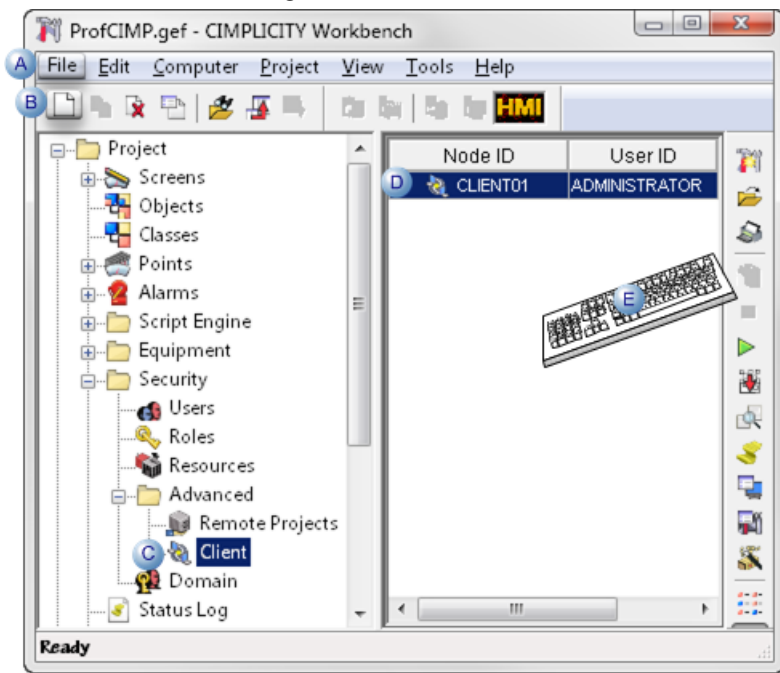 ProfCIMP.gef - CIMPLICITY Workbench
A File Edit Computer Project View Tools Help
B HMI
Project
Screens
Objects
Classes
Points
Alarms
Script Engine
Equipment
Security
Users
Roles
Resources
Advanced
Remote Projects
C Client
Domain
Status Log
Node ID User ID
D CLIENT01 ADMINISTRATOR
E
Ready